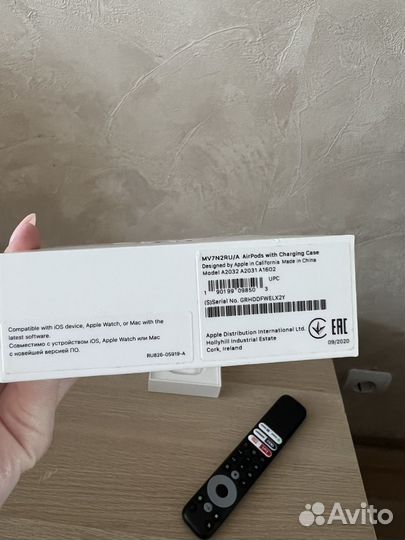 Compatible with iOS device, Apple Watch, or Mac with the
latest software.
Совместимо с устройством iOS, Apple Watch или Mac
с новейшей версией ПО.
RU826-05919-A
MV7N2RU/A AirPods with Charging Case
Designed by Apple in California Made in China
Model A2032 A2031 A1602
UPC
1 90199 09850 3
(S)Serial No. GRHDDFWELX2Y
Apple Distribution International Ltd.
Hollyhill Industrial Estate
Cork, Ireland
EAC
09/2020
Avito